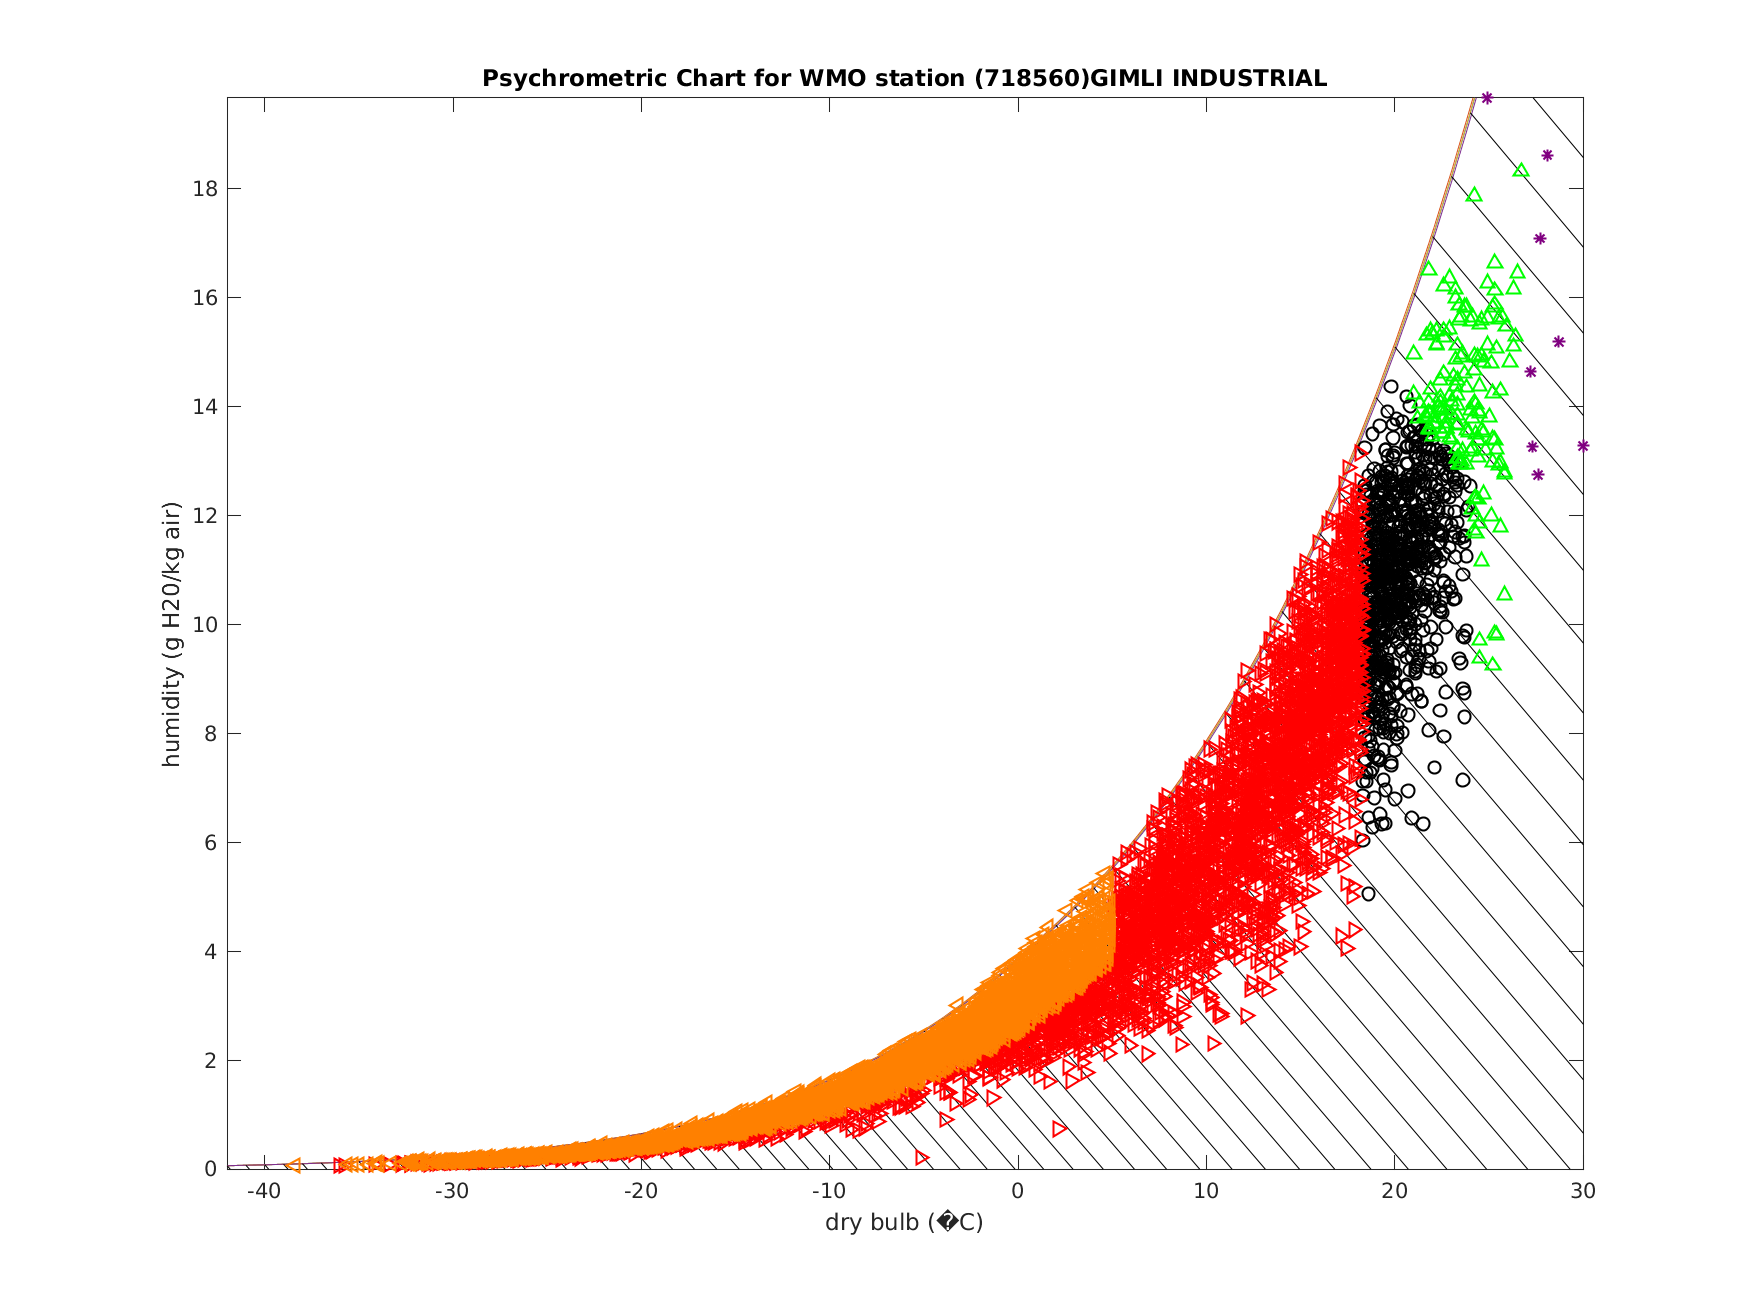 Psychrometric Chart for WMO station (718560)GIMLI INDUSTRIAL
humidity (g H20/kg air)
18
16
14
12
10
8
6
4
2
0
-40 -30 -20 -10 0 10 20 30
dry bulb (�C)